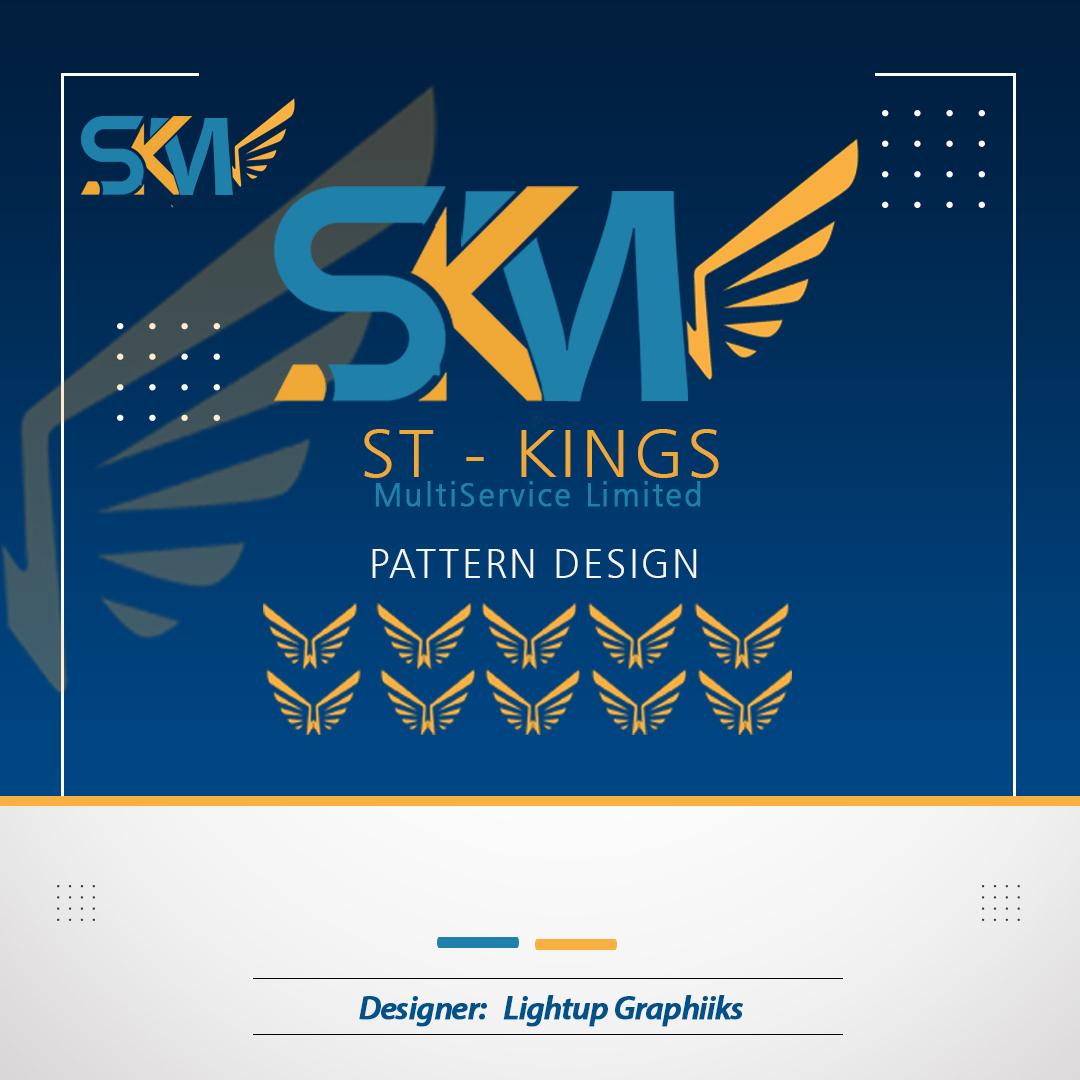 SKM
SKM
ST - KINGS
MultiService Limited
PATTERN DESIGN
Designer: Lightup Graphiiks